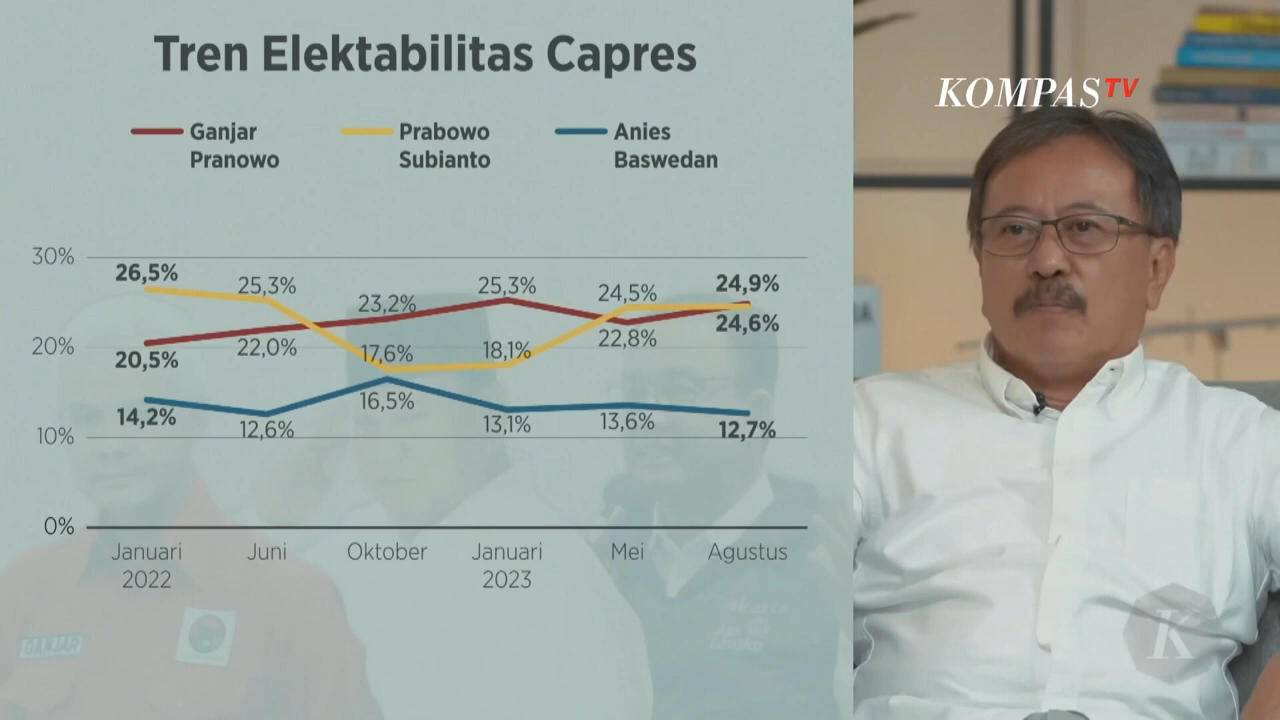 Tren Elektabilitas Capres
Ganjar
Pranowo
Prabowo
Subianto
Anies
Baswedan
KOMPAS TV
30%
20%
10%
0%
26,5%
25,3%
23,2%
25,3%
24,5%
24,9%
20,5%
22,0%
17,6%
18,1%
22,8%
24,6%
14,2%
12,6%
16,5%
13,1%
13,6%
12,7%
Januari
2022
Juni
Oktober
Januari
2023
Mei
Agustus
GANJAR
K